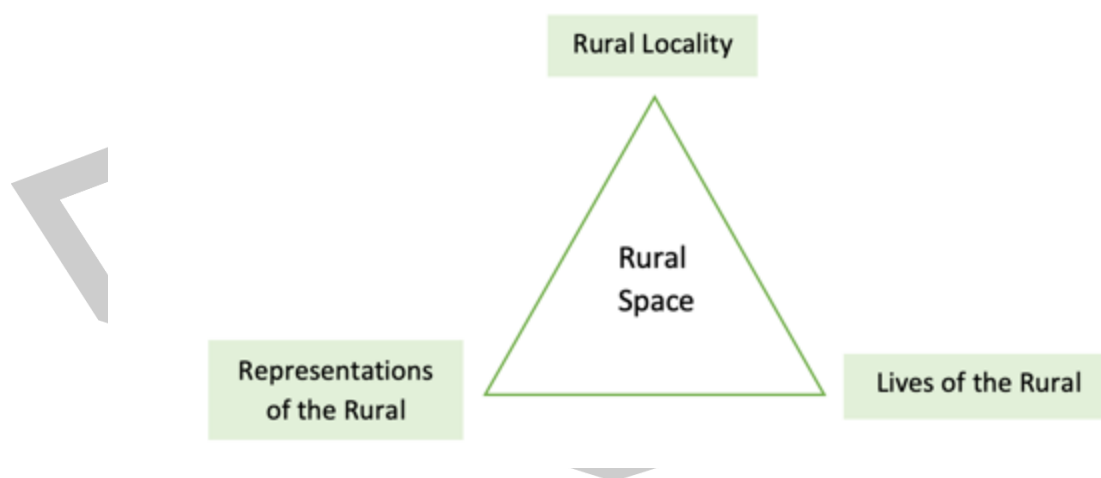 Rural Locality
Rural
Space
Representations
of the Rural
Lives of the Rural